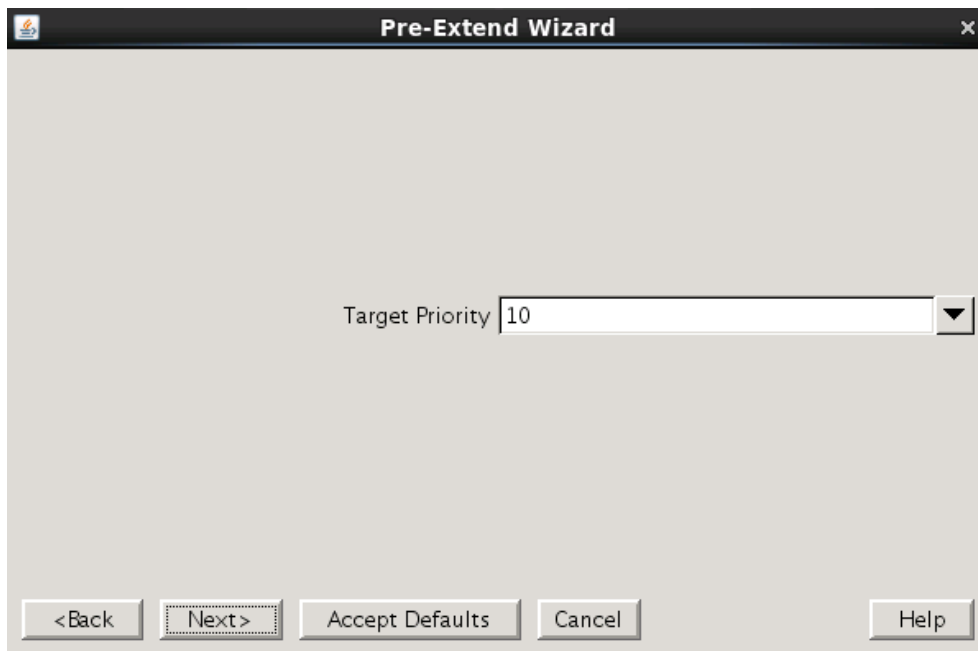 Pre-Extend Wizard
Target Priority 10
<Back Next> Accept Defaults Cancel Help